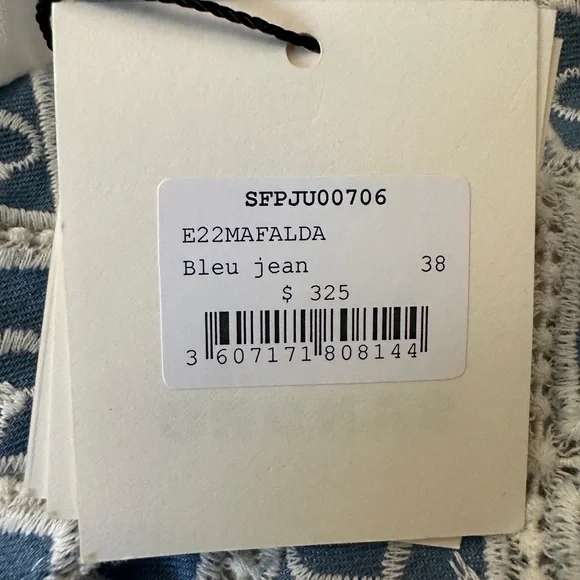 SFPJU00706
E22MAFALDA
Bleu jean 38
$ 325
3 607171 808144